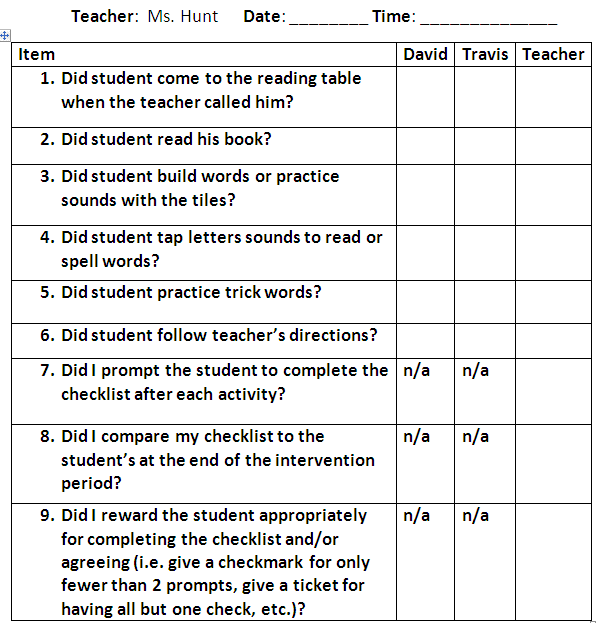 Teacher: Ms. Hunt Date: ________ Time: ______________
Item David Travis Teacher
1. Did student come to the reading table
when the teacher called him?
2. Did student read his book?
3. Did student build words or practice
sounds with the tiles?
4. Did student tap letters sounds to read or
spell words?
5. Did student practice trick words?
6. Did student follow teacher's directions?
7. Did I prompt the student to complete the n/a n/a
checklist after each activity?
8. Did I compare my checklist to the n/a n/a
student's at the end of the intervention
period?
9. Did I reward the student appropriately n/a n/a
for completing the checklist and/or
agreeing (i.e. give a checkmark for only
fewer than 2 prompts, give a ticket for
having all but one check, etc.)?